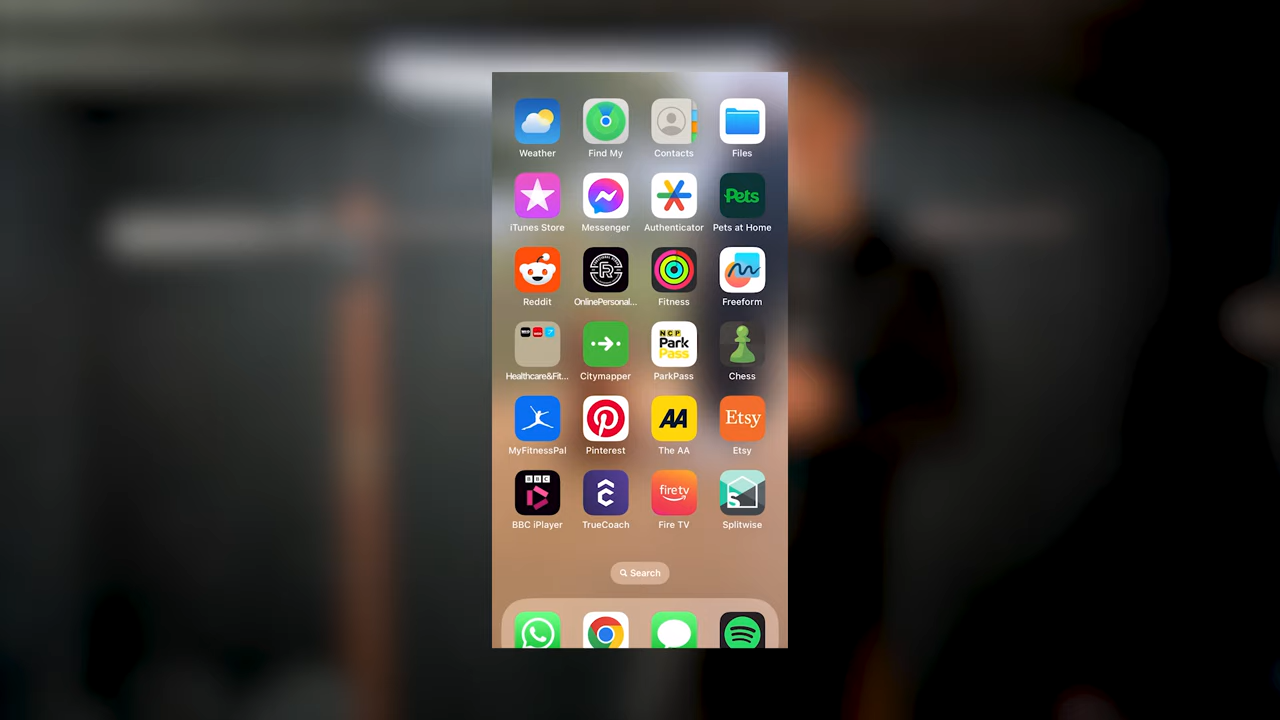 Weather Find My Contacts Files
Pets
iTunes Store Messenger Authenticator Pets at Home
R
Reddit OnlinePersonal... Fitness Freeform
NCP
Park
Pass
Healthcare&Fit... Citymapper ParkPass Chess
AA Etsy
MyFitnessPal Pinterest The AA Etsy
BBC
fire tv
S
BBC iPlayer TrueCoach Fire TV Splitwise
Search